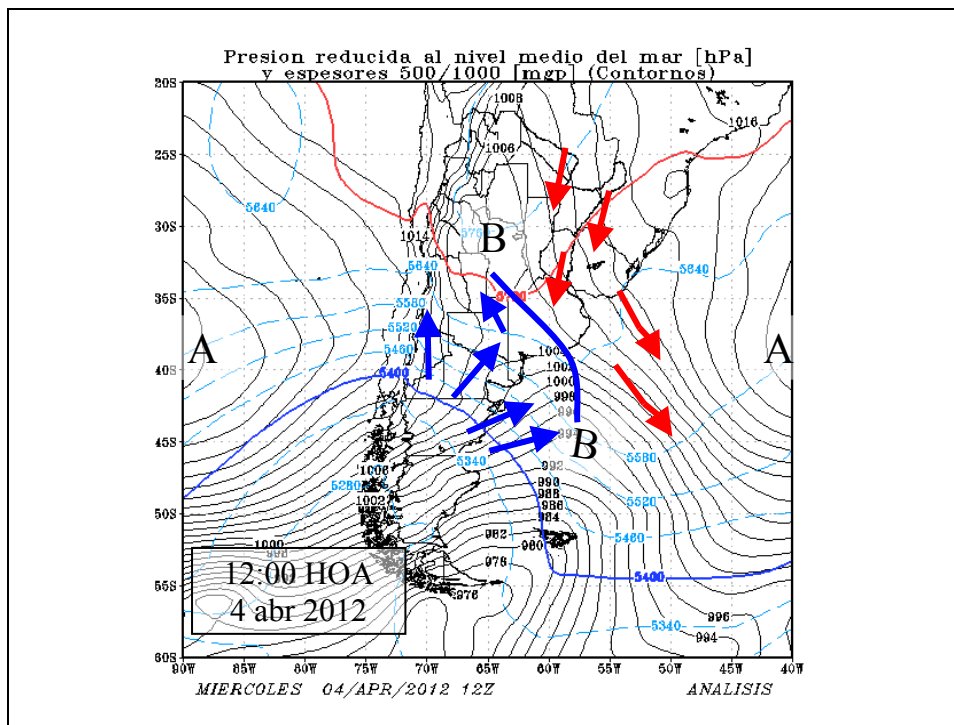 Presion reducida al nivel medio del mar [hPa]
y espesores 500/1000 [mgp] (Contornos)
20S
25S
30S
35S
40S
45S
50S
55S
60S
1008
1006
1016
5640
1014
B
5640
5640
5580
5520
5460
5400
A
A
1004
1002
1000
998
B
992
990
988
986
984
5340
5280
1006
1002
5580
5520
5460
5400
982
980
976
976
1000
998
996
994
5340
12:00 HOA
4 abr 2012
90W
75W
70W
65W
60W
55W
50W
45W
40W
MIERCOLES 04/APR/2012 12Z
ANALISIS